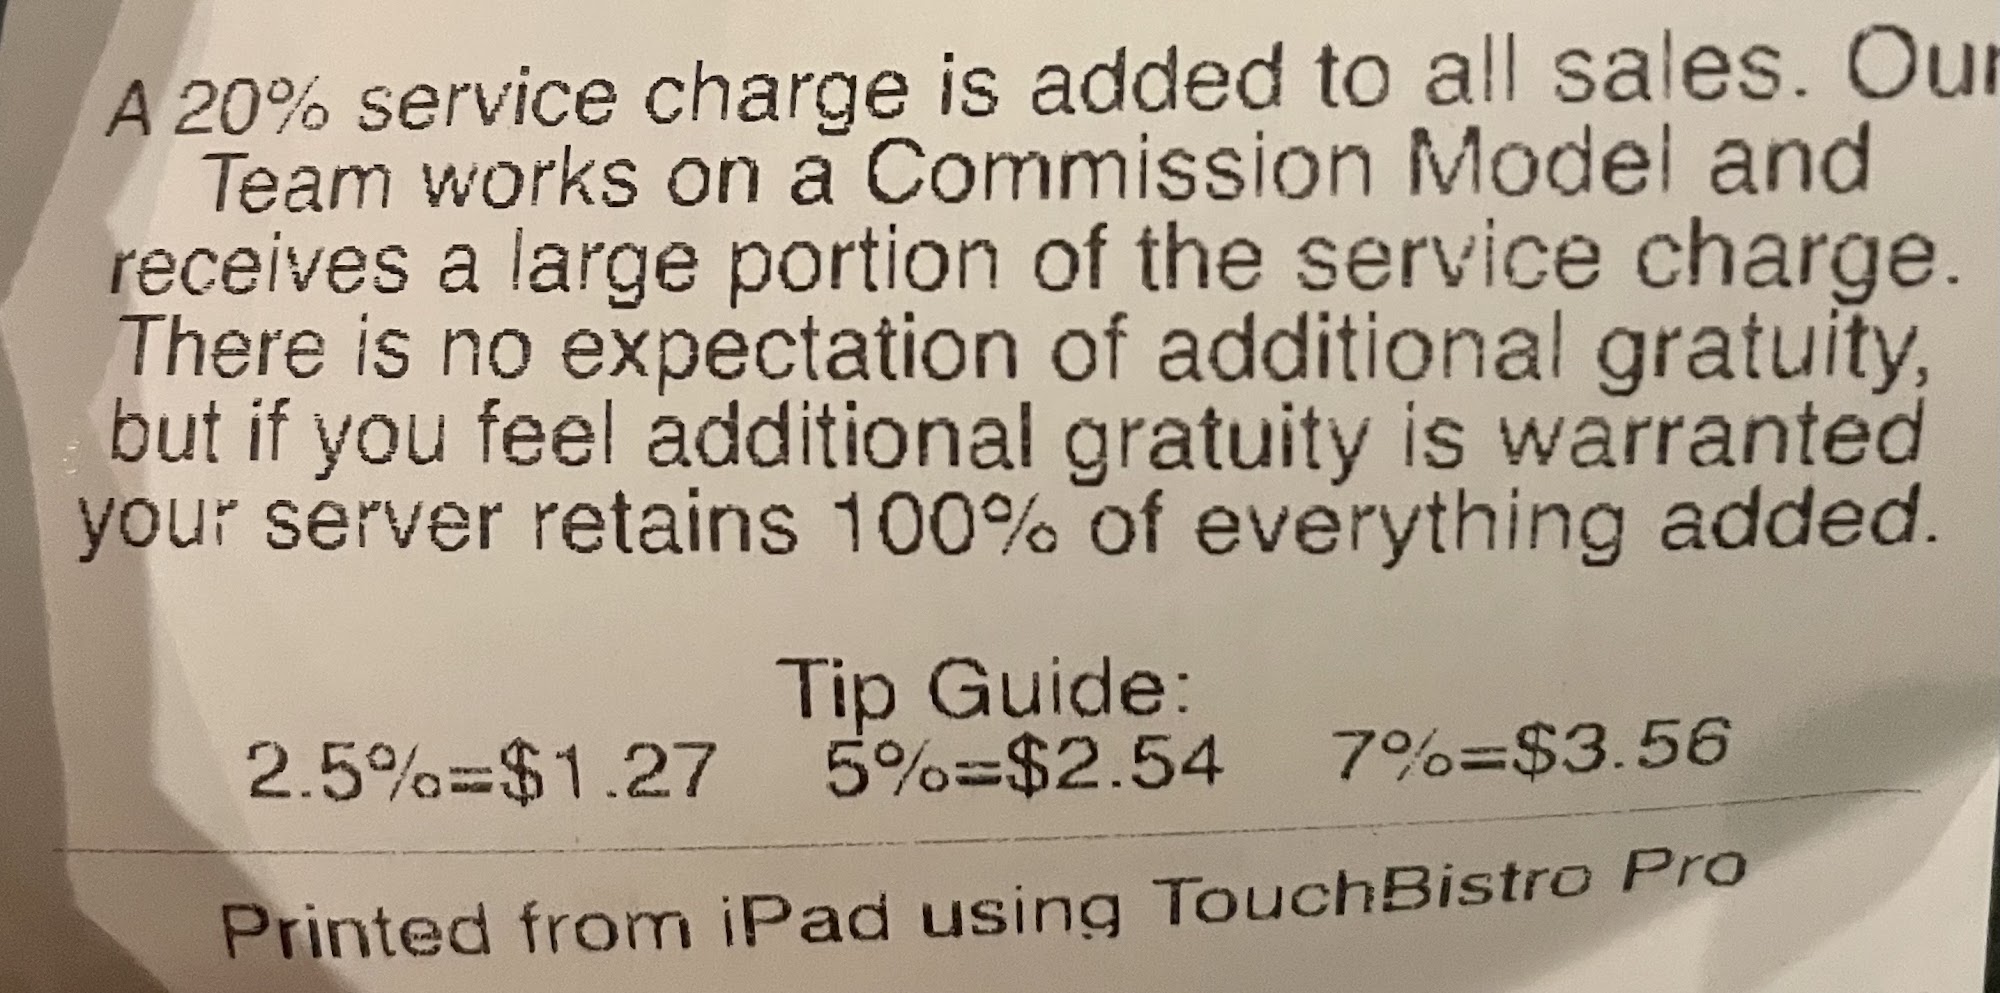 A 20% service charge is added to all sales. Our
Team works on a Commission Model and
receives a large portion of the service charge.
There is no expectation of additional gratuity,
but if you feel additional gratuity is warranted
your server retains 100% of everything added.
Tip Guide:
2.5%=$1.27 5%=$2.54 7%=$3.56
Printed from iPad using TouchBistro Pro